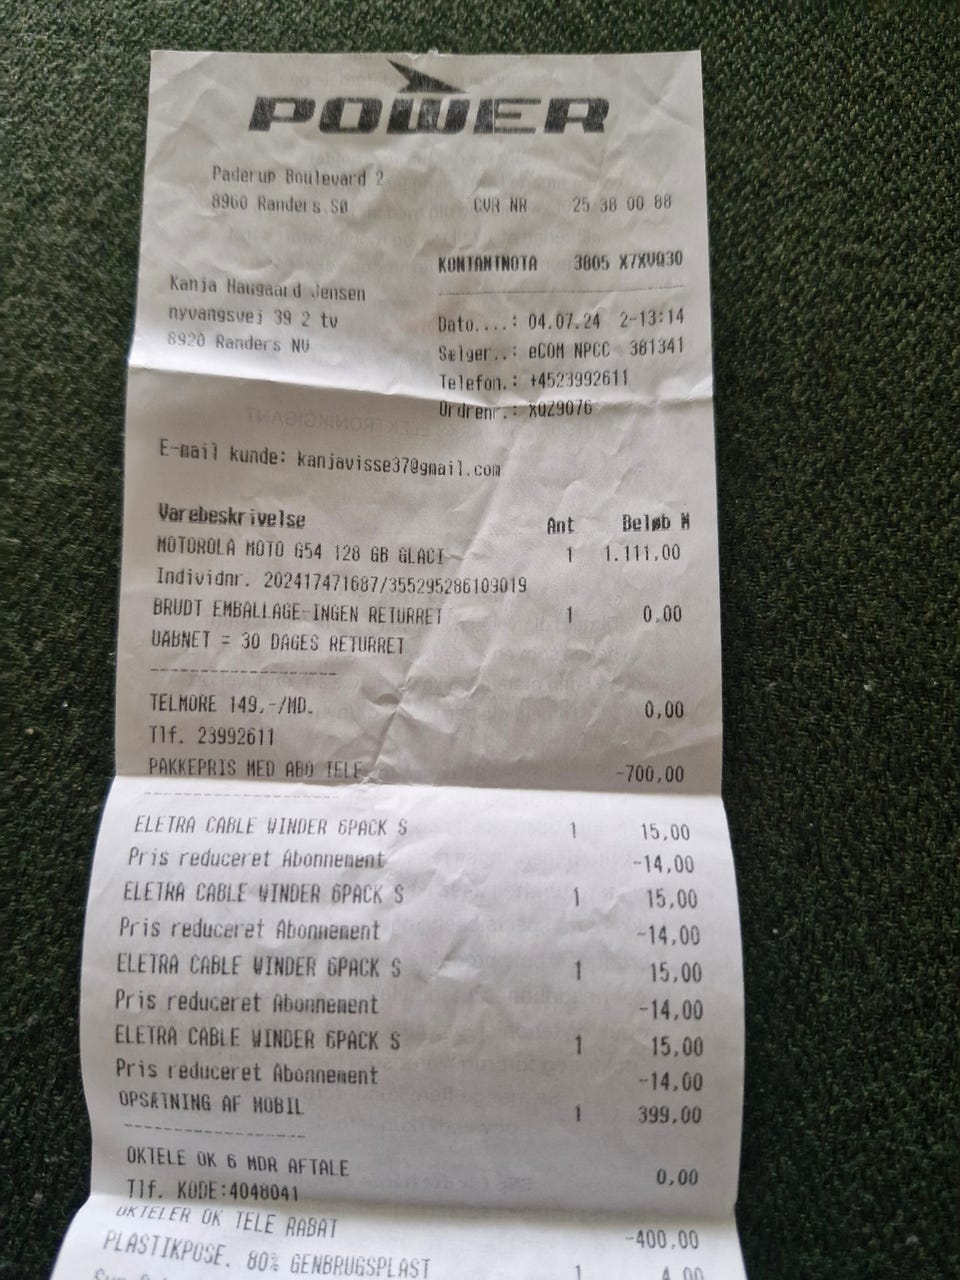 POWER
Paderup Boulevard 2
8960 Randers SØ CVR NR 25 38 00 88
KONTANTNOTA 3805 X7XVQ30
Kanja Haugaard Jensen
nyvangsvej 39 2 tv
8920 Randers NV
Dato....: 04.07.24 2-13:14
Sælger..: eCOM NPCC 381341
Telefon.: +4523992611
Ordrenr.: XQZ9076
E-mail kunde: kanjavisse37@gmail.com
Varebeskrivelse Ant Beløb M
MOTOROLA MOTO G54 128 GB GLACI 1 1.111,00
Individnr. 202417471687/355295286109019
BRUDT EMBALLAGE-INGEN RETURRET 1 0,00
UÅBNET = 30 DAGES RETURRET
--------------------
TELMORE 149,-/MD. 0,00
Tlf. 23992611
PAKKEPRIS MED ABO TELE -700,00
--------------------
ELETRA CABLE WINDER 6PACK S 1 15,00
Pris reduceret Abonnement -14,00
ELETRA CABLE WINDER 6PACK S 1 15,00
Pris reduceret Abonnement -14,00
ELETRA CABLE WINDER 6PACK S 1 15,00
Pris reduceret Abonnement -14,00
ELETRA CABLE WINDER 6PACK S 1 15,00
Pris reduceret Abonnement -14,00
OPSÆTNING AF MOBIL 1 399,00
--------------------
OKTELE OK 6 MDR AFTALE 0,00
Tlf. KODE:4048041
OKTELER OK TELE RABAT -400,00
PLASTIKPOSE. 80% GENBRUGSPLAST 1 4,00